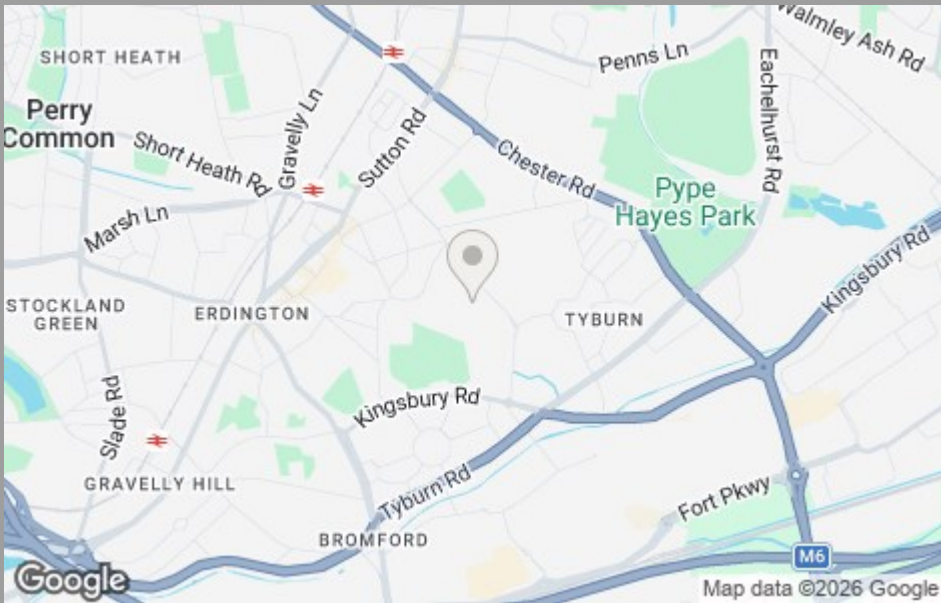 Walmley Ash Rd
SHORT HEATH
Penns Ln
Eachelhurst Rd
Perry
Common
Gravelly Ln
Short Heath Rd
Sutton Rd
Chester Rd
Pype
Hayes Park
Marsh Ln
Kingsbury Rd
STOCKLAND
GREEN
ERDINGTON
TYBURN
Slade Rd
Kingsbury Rd
GRAVELLY HILL
Tyburn Rd
Fort Pkwy
BROMFORD
M6
Google
Map data ©2026 Google